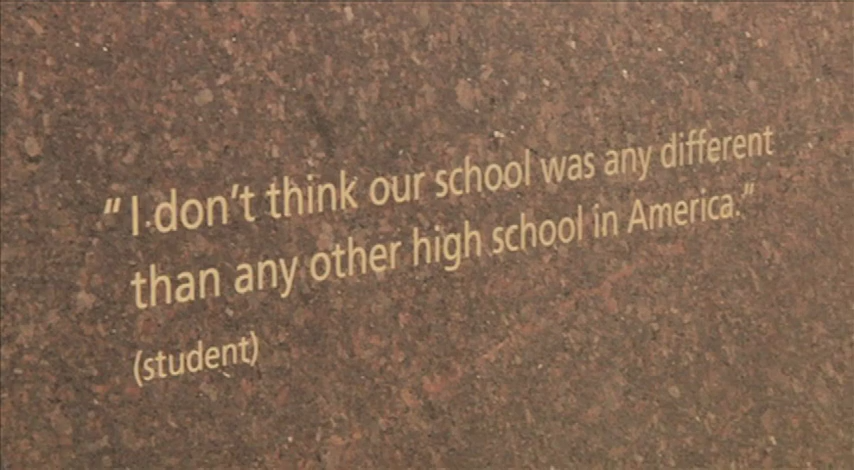 “I don’t think our school was any different
than any other high school in America.”
(student)